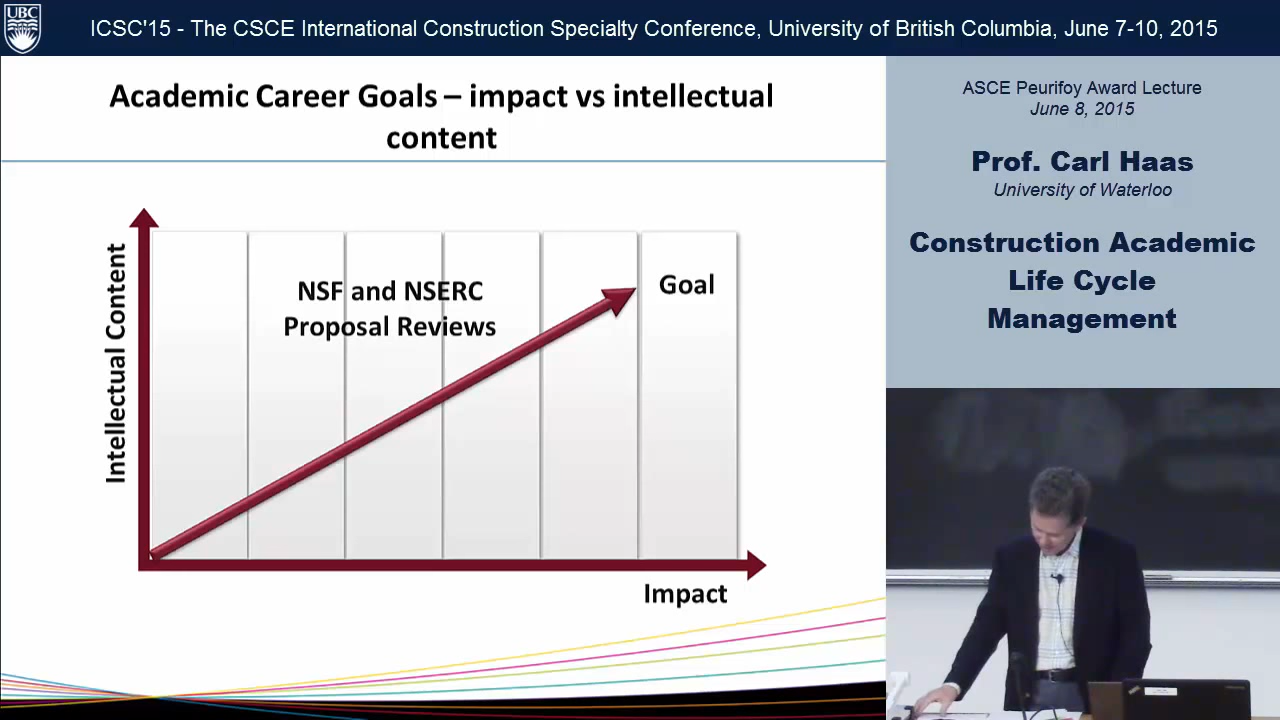 UBC
ICSC'15 - The CSCE International Construction Specialty Conference, University of British Columbia, June 7-10, 2015
Academic Career Goals – impact vs intellectual
content
Intellectual Content
NSF and NSERC
Proposal Reviews
Goal
Impact
ASCE Peurifoy Award Lecture
June 8, 2015
Prof. Carl Haas
University of Waterloo
Construction Academic
Life Cycle
Management